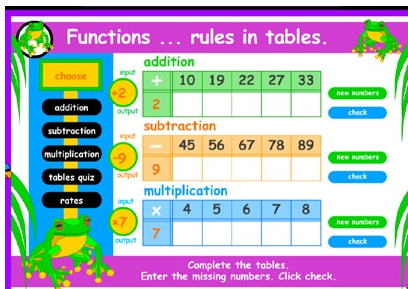 Functions ... rules in tables.
choose
addition
subtraction
multiplication
tables quiz
rates
addition
input
+2
output
+ 10 19 22 27 33
2
new numbers
check
subtraction
input
-9
output
− 45 56 67 78 89
9
new numbers
check
multiplication
input
×7
output
× 4 5 6 7 8
7
new numbers
check
Complete the tables.
Enter the missing numbers. Click check.